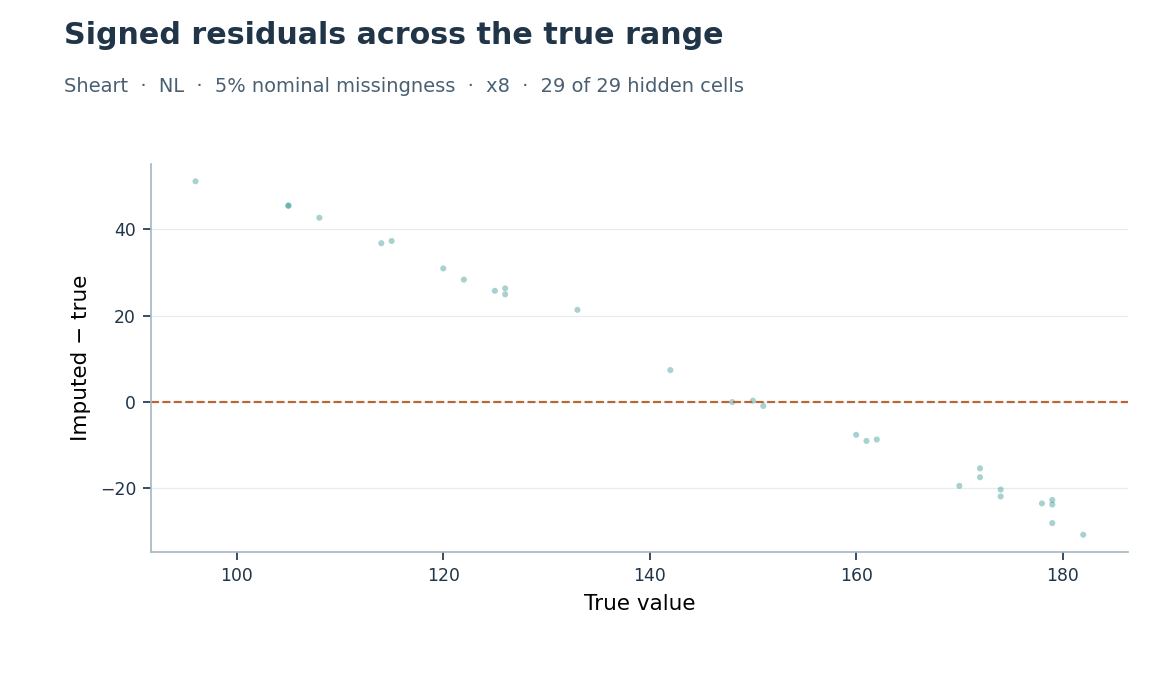 Signed residuals across the true range
Sheart · NL · 5% nominal missingness · x8 · 29 of 29 hidden cells
Imputed − true
40
20
0
−20
100 120 140 160 180
True value